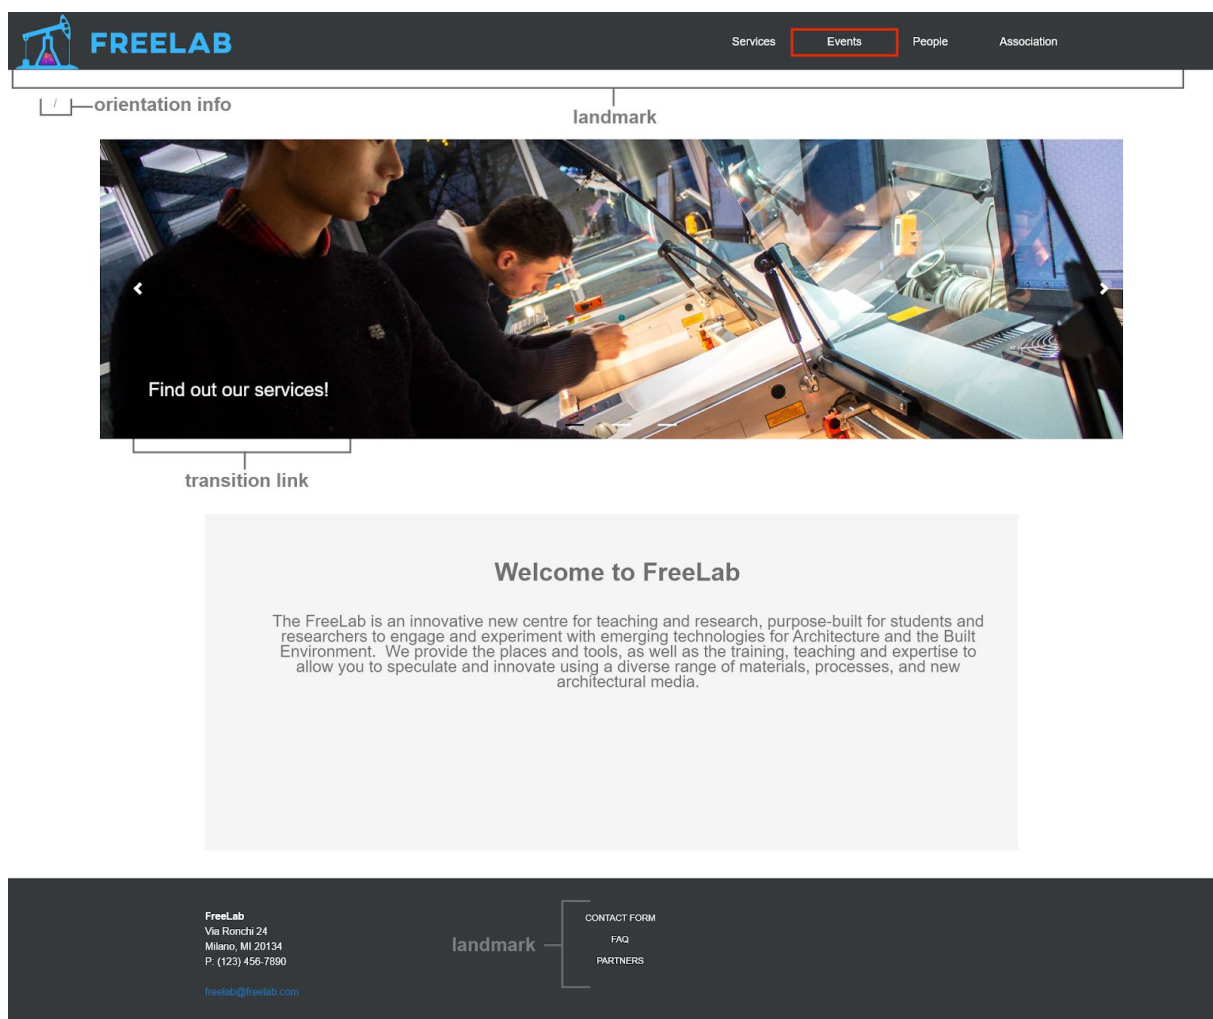 FREELAB
Services Events People Association
/
orientation info
landmark
Find out our services!
transition link
Welcome to FreeLab
The FreeLab is an innovative new centre for teaching and research, purpose-built for students and
researchers to engage and experiment with emerging technologies for Architecture and the Built
Environment. We provide the places and tools, as well as the training, teaching and expertise to
allow you to speculate and innovate using a diverse range of materials, processes, and new
architectural media.
FreeLab
Via Ronchi 24
Milano, MI 20134
P: (123) 456-7890
freelab@freelab.com
landmark
CONTACT FORM
FAQ
PARTNERS